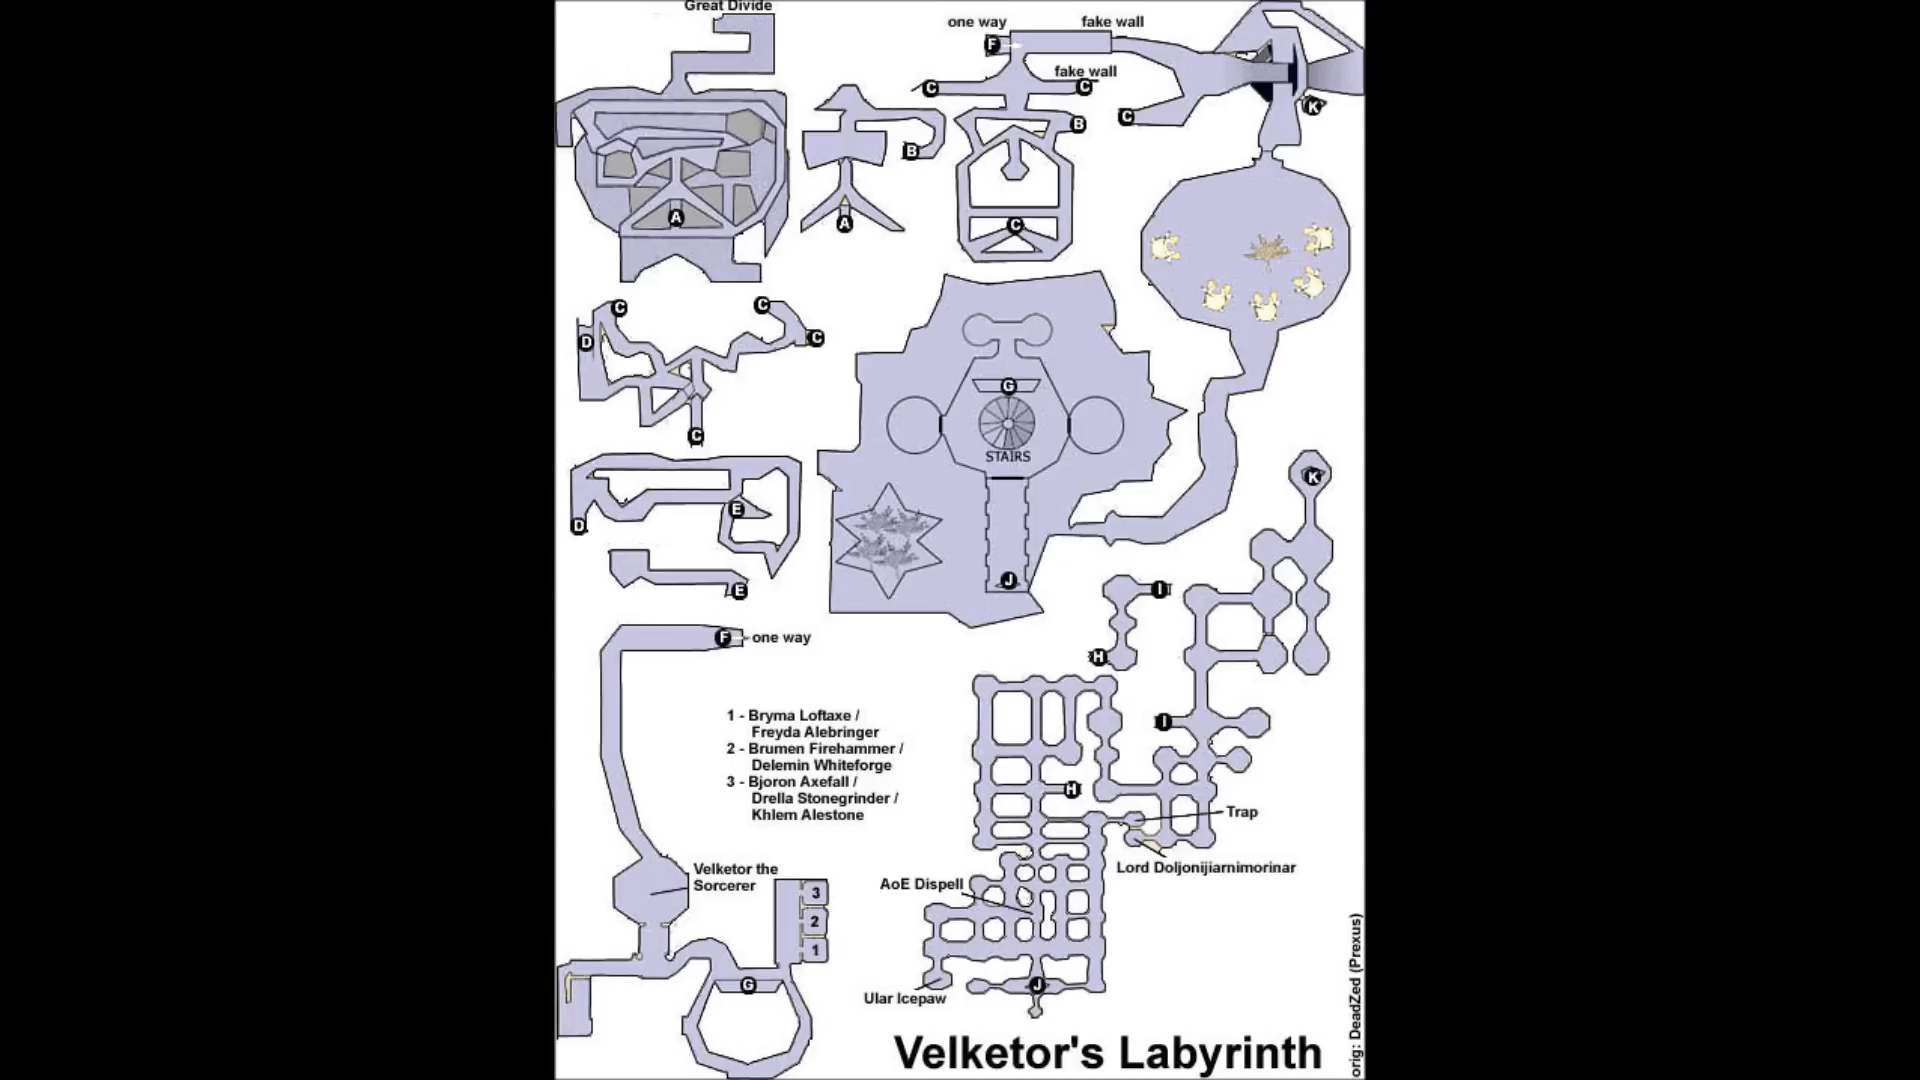 Great Divide
one way
fake wall
F
fake wall
C
C
K
C
B
B
A
A
C
C
C
D
C
G
C
STAIRS
K
E
D
J
I
E
F
one way
H
1 - Bryma Loftaxe /
Freyda Alebringer
2 - Brumen Firehammer /
Delemin Whiteforge
3 - Bjoron Axefall /
Drella Stonegrinder /
Khlem Alestone
I
H
Trap
Lord Doljonijiarnimorinar
Velketor the
Sorcerer
AoE Dispell
3
2
1
G
J
Ular Icepaw
Velketor's Labyrinth
orig: DeadZed (Prexus)